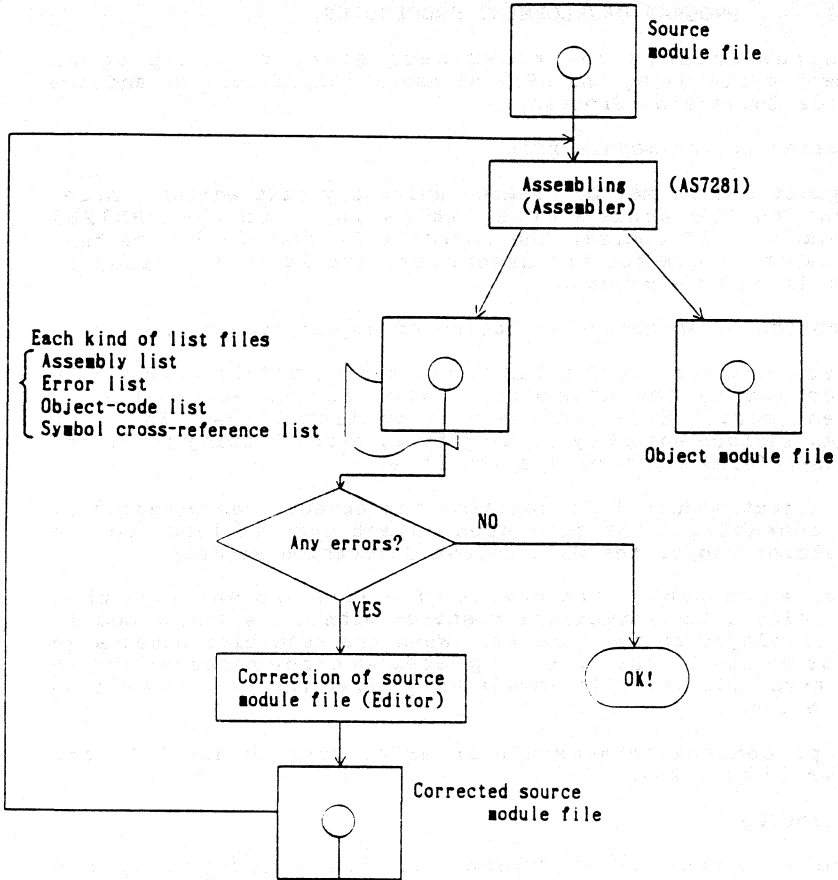 Source
module file
Assembling
(Assembler)
(AS7281)
Each kind of list files
Assembly list
Error list
Object-code list
Symbol cross-reference list
Object module file
Any errors?
NO
YES
Correction of source
module file (Editor)
OK!
Corrected source
module file